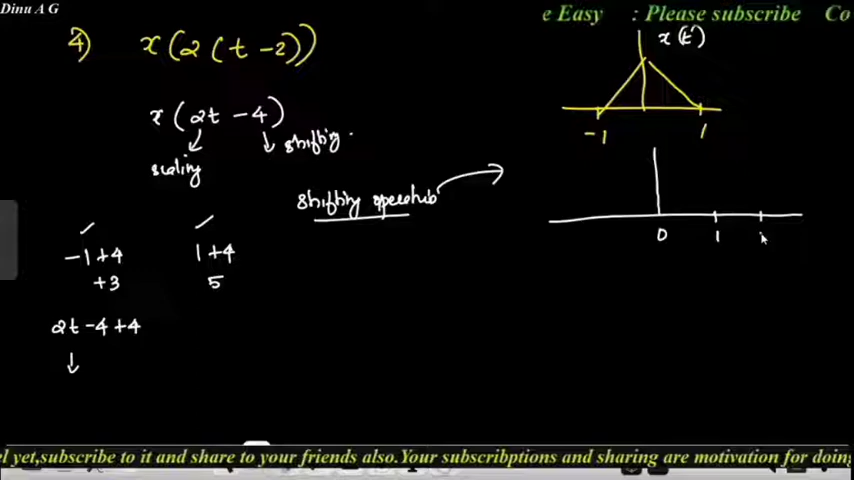 Dinu A G
e Easy : Please subscribe Co
4) x(2(t-2))
x(t)
x(2t-4)
shifting.
scaling
-1 1
shifting
-1+4 1+4
+3 5
0 1
2t-4+4
el yet,subscribe to it and share to your friends also.Your subscribptions and sharing are motivation for doing